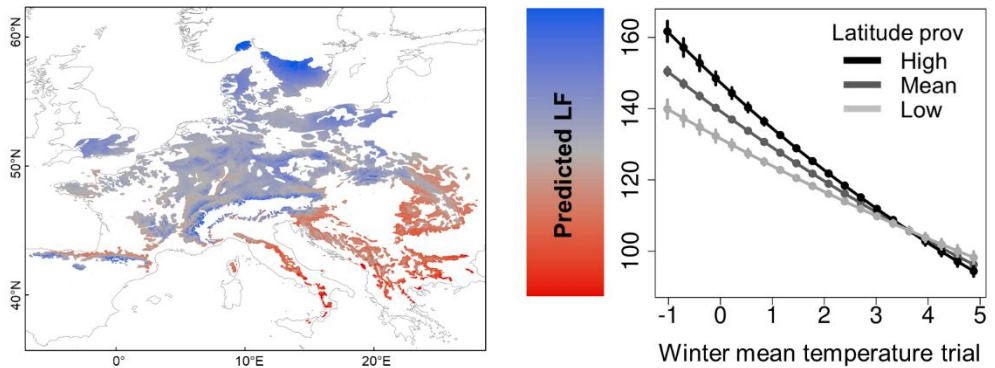 60°N
50°N
40°N
0°
10°E
20°E
Predicted LF
160
140
120
100
Latitude prov
High
Mean
Low
-1
0
1
2
3
4
5
Winter mean temperature trial